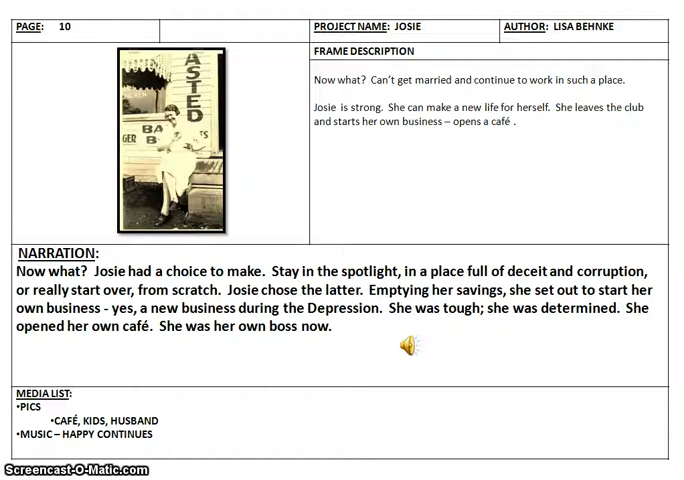 PAGE: 10
PROJECT NAME: JOSIE
AUTHOR: LISA BEHNKE
FRAME DESCRIPTION
Now what? Can't get married and continue to work in such a place.
Josie is strong. She can make a new life for herself. She leaves the club
and starts her own business – opens a café .
ASTED
BA
GER
B
TS
NARRATION:
Now what? Josie had a choice to make. Stay in the spotlight, in a place full of deceit and corruption,
or really start over, from scratch. Josie chose the latter. Emptying her savings, she set out to start her
own business - yes, a new business during the Depression. She was tough; she was determined. She
opened her own café. She was her own boss now.
MEDIA LIST:
•PICS
•CAFÉ, KIDS, HUSBAND
•MUSIC – HAPPY CONTINUES
Screencast-O-Matic.com